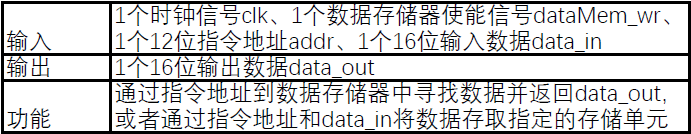 输入
1个时钟信号clk、1个数据存储器使能信号dataMem_wr、
1个12位指令地址addr、1个16位输入数据data_in
输出
1个16位输出数据data_out
功能
通过指令地址到数据存储器中寻找数据并返回data_out,
或者通过指令地址和data_in将数据存取指定的存储单元